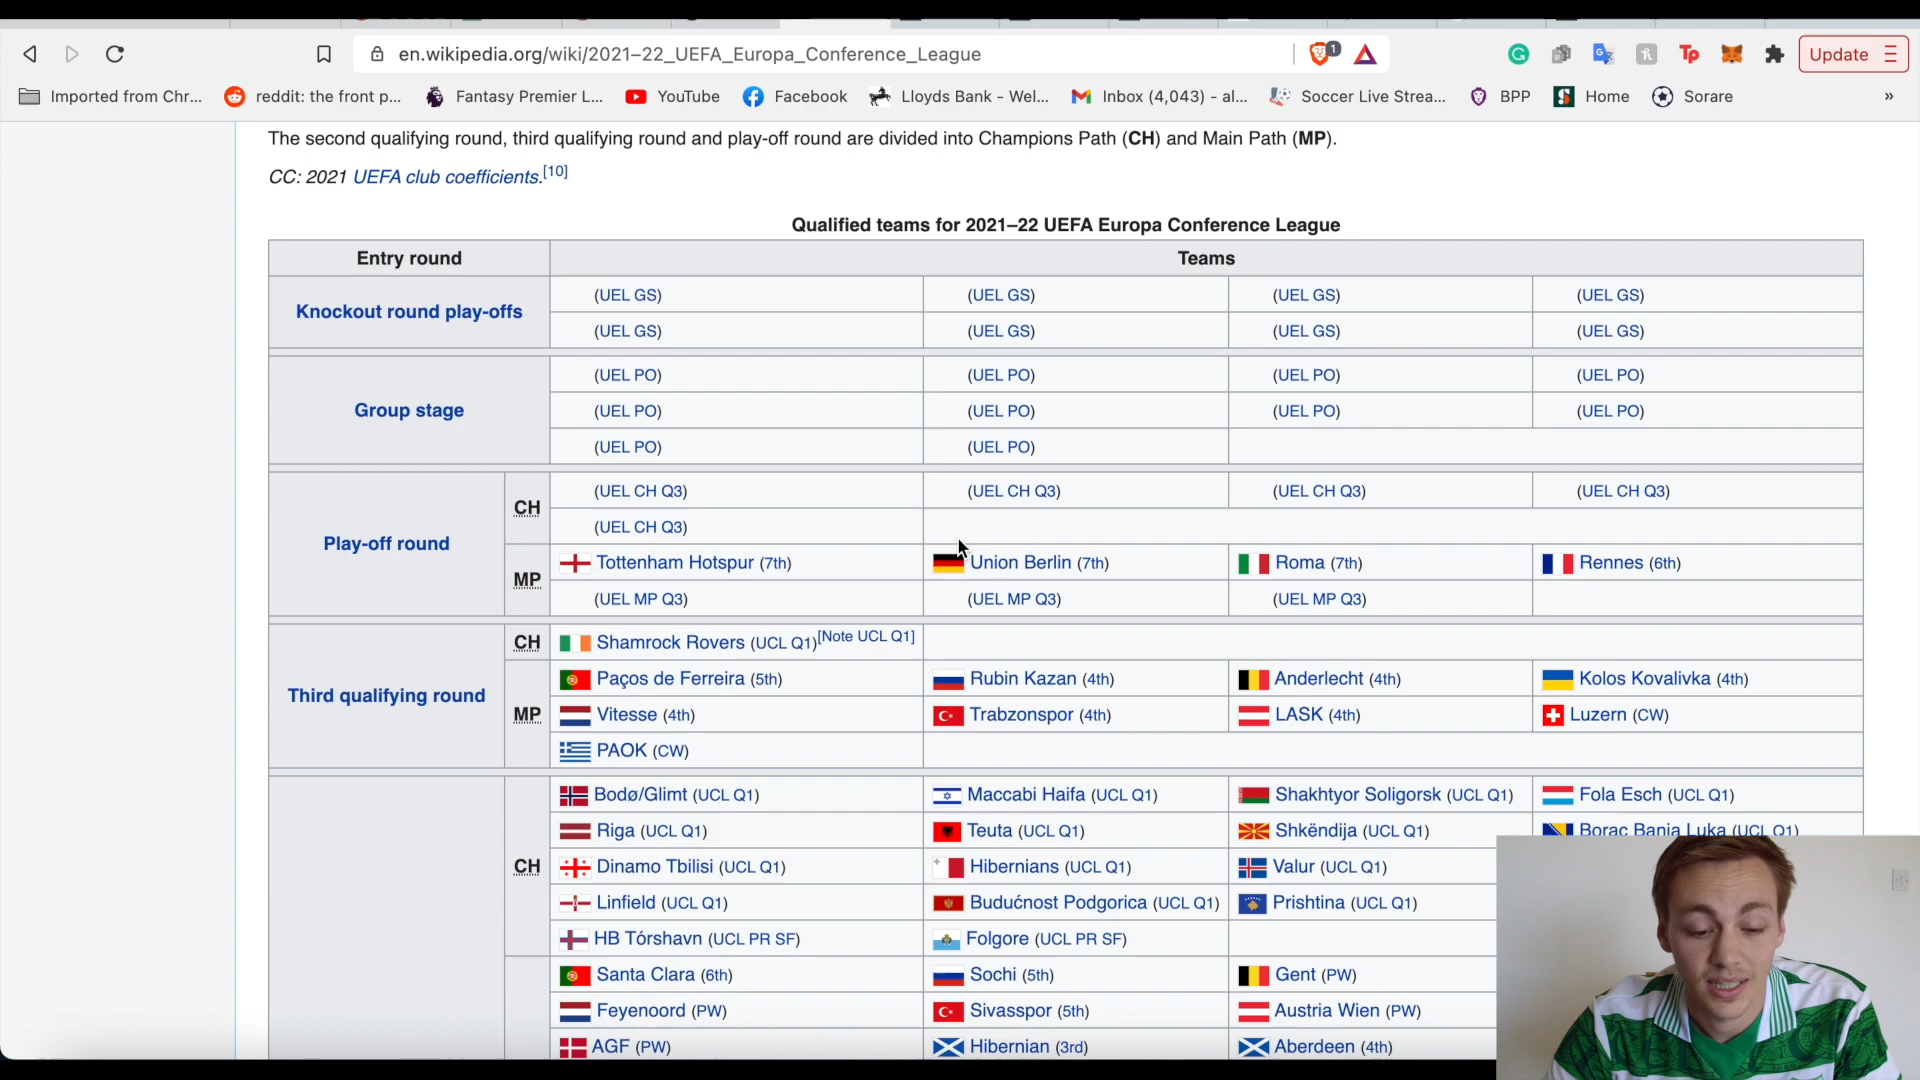 en.wikipedia.org/wiki/2021–22_UEFA_Europa_Conference_League
1
Update
Imported from Chr...
reddit: the front p...
Fantasy Premier L...
YouTube
Facebook
Lloyds Bank - Wel...
Inbox (4,043) - al...
Soccer Live Strea...
BPP
Home
Sorare
»
The second qualifying round, third qualifying round and play-off round are divided into Champions Path (CH) and Main Path (MP).
CC: 2021 UEFA club coefficients.[10]
Qualified teams for 2021–22 UEFA Europa Conference League
Entry round Teams
Knockout round play-offs
(UEL GS) (UEL GS) (UEL GS) (UEL GS)
(UEL GS) (UEL GS) (UEL GS) (UEL GS)
Group stage
(UEL PO) (UEL PO) (UEL PO) (UEL PO)
(UEL PO) (UEL PO) (UEL PO) (UEL PO)
(UEL PO) (UEL PO)
Play-off round
CH
(UEL CH Q3) (UEL CH Q3) (UEL CH Q3) (UEL CH Q3)
(UEL CH Q3)
MP
Tottenham Hotspur (7th) Union Berlin (7th) Roma (7th) Rennes (6th)
(UEL MP Q3) (UEL MP Q3) (UEL MP Q3)
Third qualifying round
CH
Shamrock Rovers (UCL Q1)[Note UCL Q1]
MP
Paços de Ferreira (5th) Rubin Kazan (4th) Anderlecht (4th) Kolos Kovalivka (4th)
Vitesse (4th) Trabzonspor (4th) LASK (4th) Luzern (CW)
PAOK (CW)
CH
Bodø/Glimt (UCL Q1) Maccabi Haifa (UCL Q1) Shakhtyor Soligorsk (UCL Q1) Fola Esch (UCL Q1)
Riga (UCL Q1) Teuta (UCL Q1) Shkëndija (UCL Q1) Borac Banja Luka (UCL Q1)
Dinamo Tbilisi (UCL Q1) Hibernians (UCL Q1) Valur (UCL Q1)
Linfield (UCL Q1) Budućnost Podgorica (UCL Q1) Prishtina (UCL Q1)
HB Tórshavn (UCL PR SF) Folgore (UCL PR SF)
Santa Clara (6th) Sochi (5th) Gent (PW)
Feyenoord (PW) Sivasspor (5th) Austria Wien (PW)
AGF (PW) Hibernian (3rd) Aberdeen (4th)